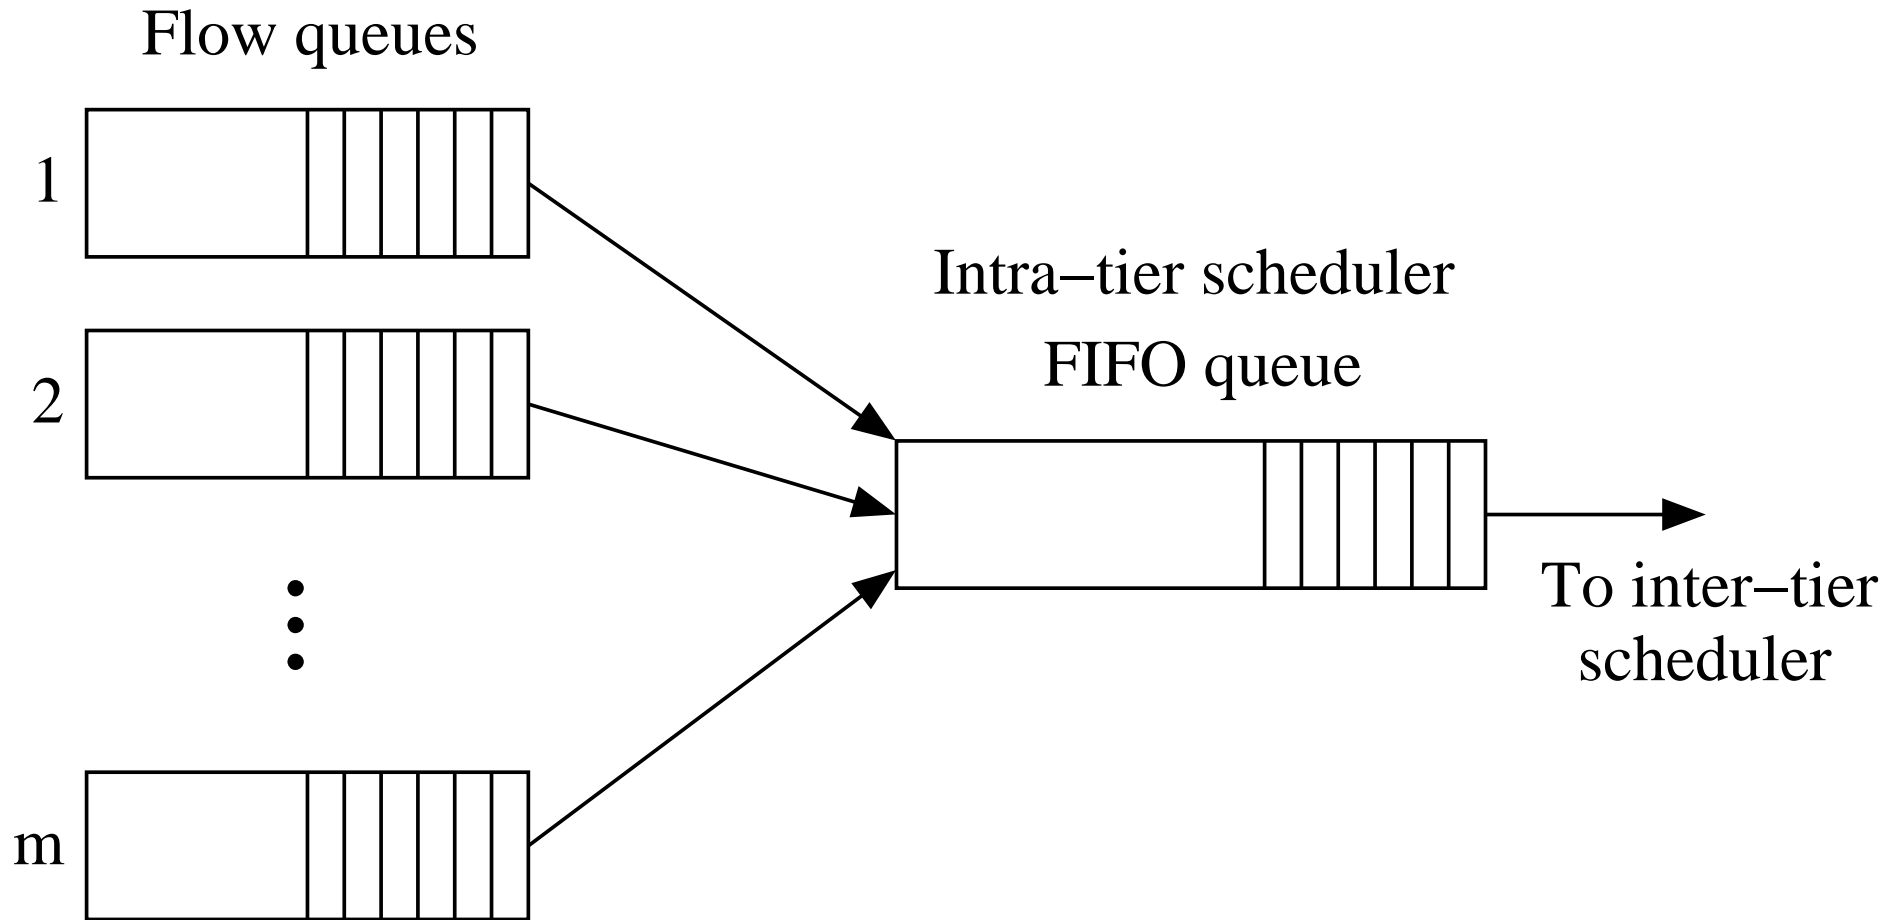 Flow queues
1
2
m
Intra−tier scheduler
FIFO queue
To inter−tier
scheduler